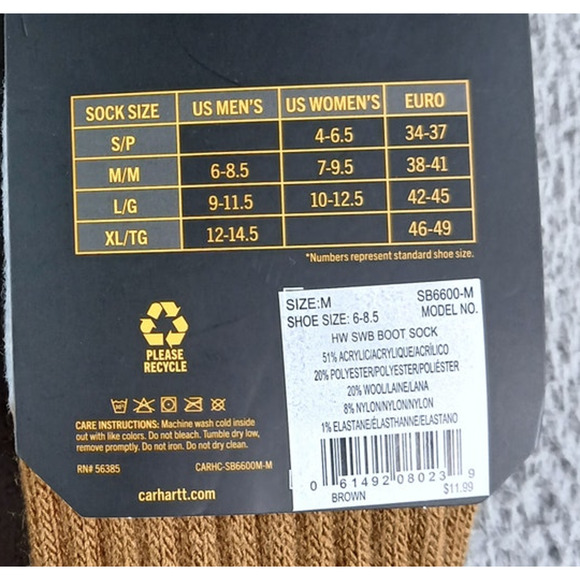 SOCK SIZE US MEN'S US WOMEN'S EURO
S/P 4-6.5 34-37
M/M 6-8.5 7-9.5 38-41
L/G 9-11.5 10-12.5 42-45
XL/TG 12-14.5 46-49
*Numbers represent standard shoe size.
PLEASE
RECYCLE
CARE INSTRUCTIONS: Machine wash cold inside
out with like colors. Do not bleach. Tumble dry low,
remove promptly. Do not iron. Do not dry clean.
RN# 56385 CARHC-SB6600M-M
carhartt.com
SIZE:M SB6600-M
SHOE SIZE: 6-8.5 MODEL NO.
HW SWB BOOT SOCK
51% ACRYLIC/ACRYLIQUE/ACRÍLICO
20% POLYESTER/POLYESTER/POLIÉSTER
20% WOOL/LAINE/LANA
8% NYLON/NYLON/NYLON
1% ELASTANE/ÉLASTHANNE/ELASTANO
0 61492 08023 9
BROWN $11.99